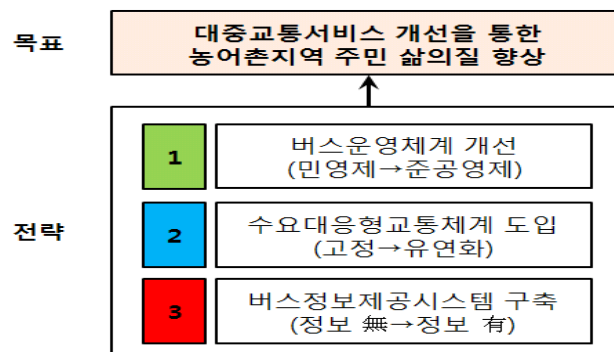 목표
대중교통서비스 개선을 통한
농어촌지역 주민 삶의질 향상
전략
1
버스운영체계 개선
(민영제→준공영제)
2
수요대응형교통체계 도입
(고정→유연화)
3
버스정보제공시스템 구축
(정보 無→정보 有)